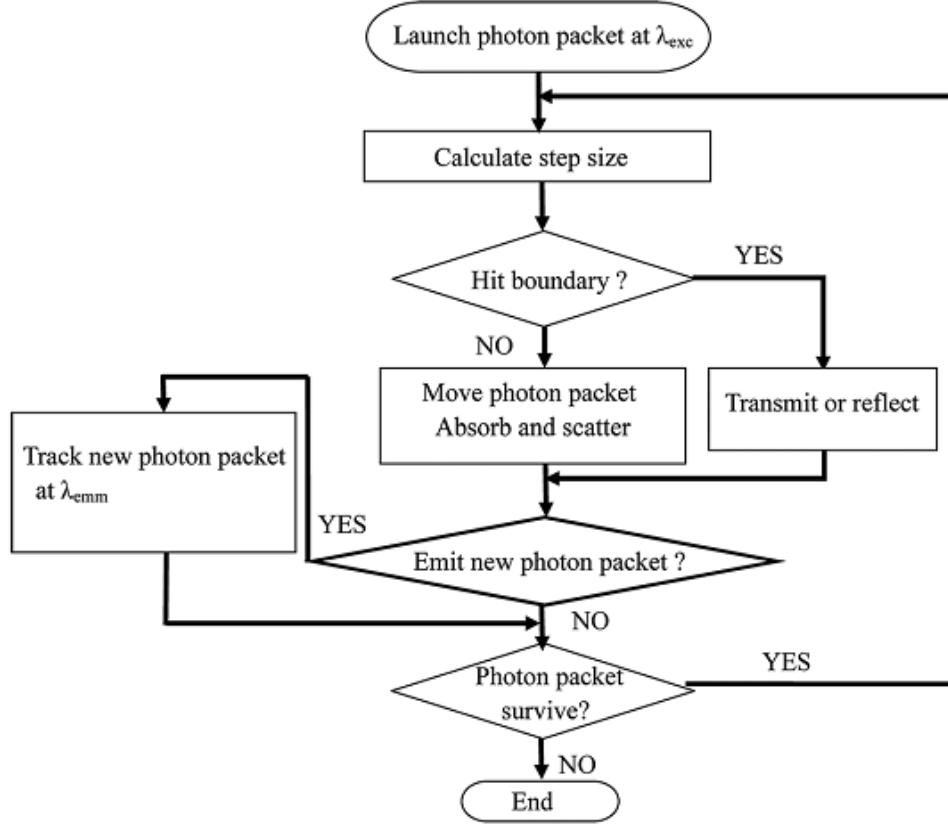 Launch photon packet at λexc
Calculate step size
Hit boundary ?
YES
NO
Move photon packet
Absorb and scatter
Transmit or reflect
Track new photon packet
at λemm
YES
Emit new photon packet ?
NO
Photon packet
survive?
YES
NO
End